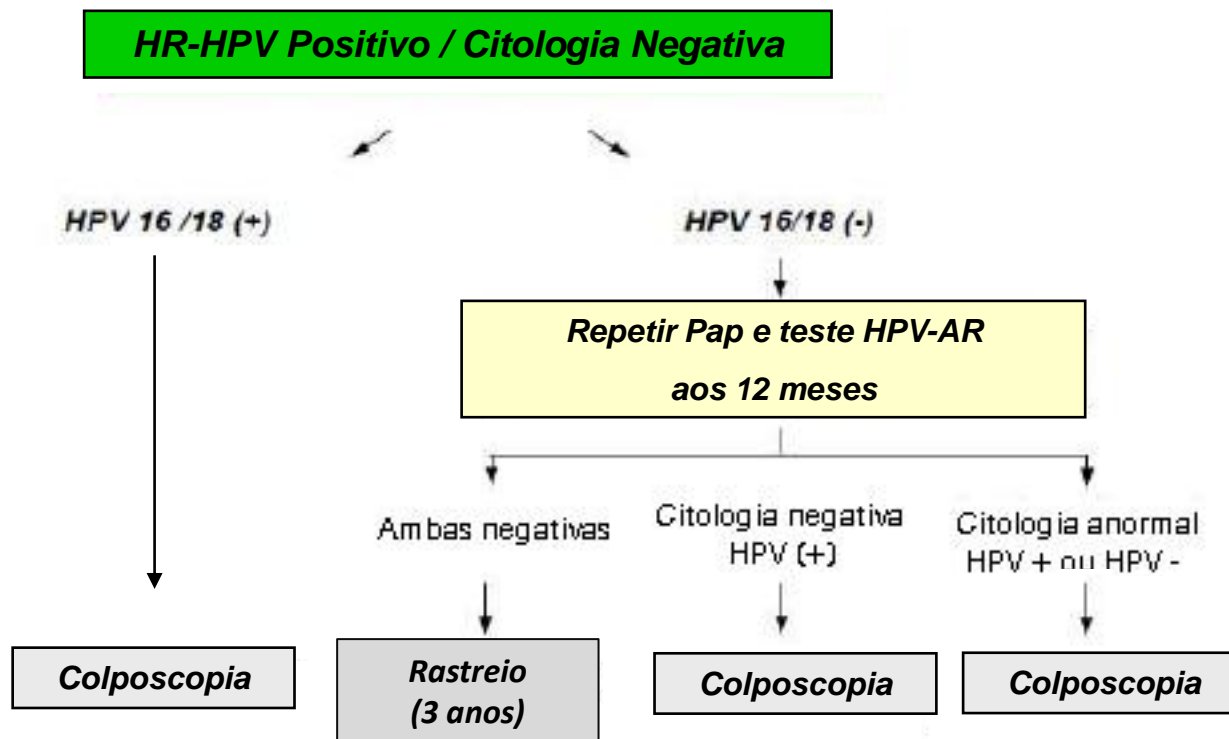 HR-HPV Positivo / Citologia Negativa
HPV 16 /18 (+)
HPV 16/18 (-)
Repetir Pap e teste HPV-AR
aos 12 meses
Ambas negativas
Citologia negativa
HPV (+)
Citologia anormal
HPV + ou HPV -
Colposcopia
Rastreio
(3 anos)
Colposcopia
Colposcopia